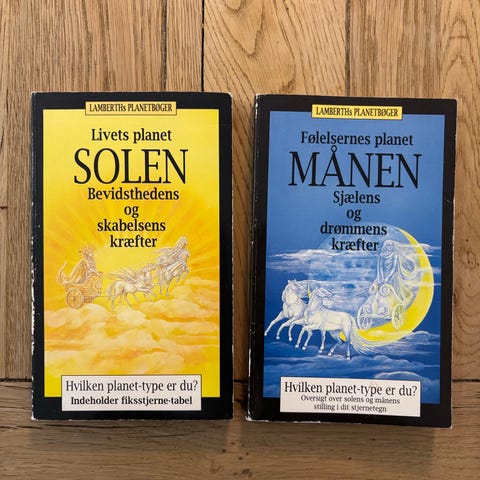 LAMBERTHs PLANETBØGER
Livets planet
SOLEN
Bevidsthedens
og
skabelsens
kræfter
Hvilken planet-type er du?
Indeholder fiksstjerne-tabel
LAMBERTHs PLANETBØGER
Følelsernes planet
MÅNEN
Sjælens
og
drømmens
kræfter
Hvilken planet-type er du?
Oversigt over solens og månens
stilling i dit stjernetegn